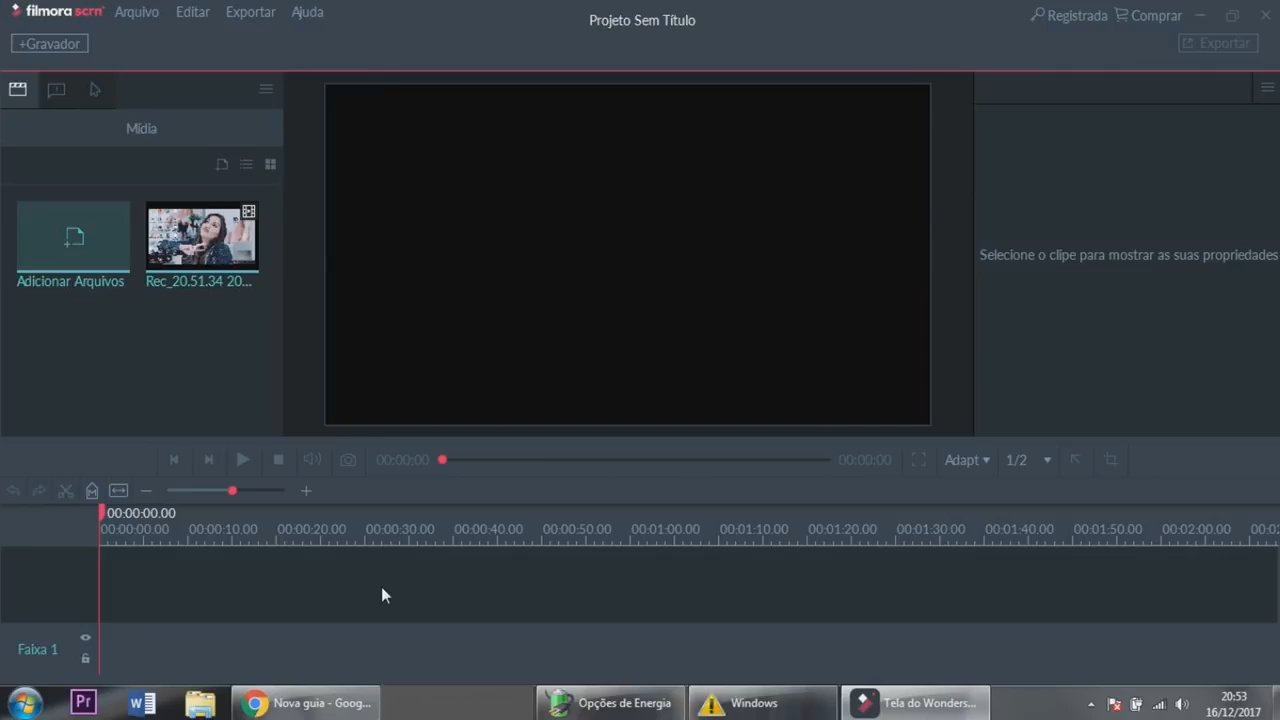 filmora scrn
Arquivo
Editar
Exportar
Ajuda
Projeto Sem Título
Registrada
Comprar
+Gravador
Exportar
Mídia
Selecione o clipe para mostrar as suas propriedades
Adicionar Arquivos
Rec_20.51.34 20...
00:00:00
00:00:00
Adapt
1/2
00:00:00.00
00:00:00.00
00:00:10.00
00:00:20.00
00:00:30.00
00:00:40.00
00:00:50.00
00:01:00.00
00:01:10.00
00:01:20.00
00:01:30.00
00:01:40.00
00:01:50.00
00:02:00.00
00:02
Faixa 1
Pr
Nova guia - Goog...
Opções de Energia
Windows
Tela do Wonders...
20:53
16/12/2017